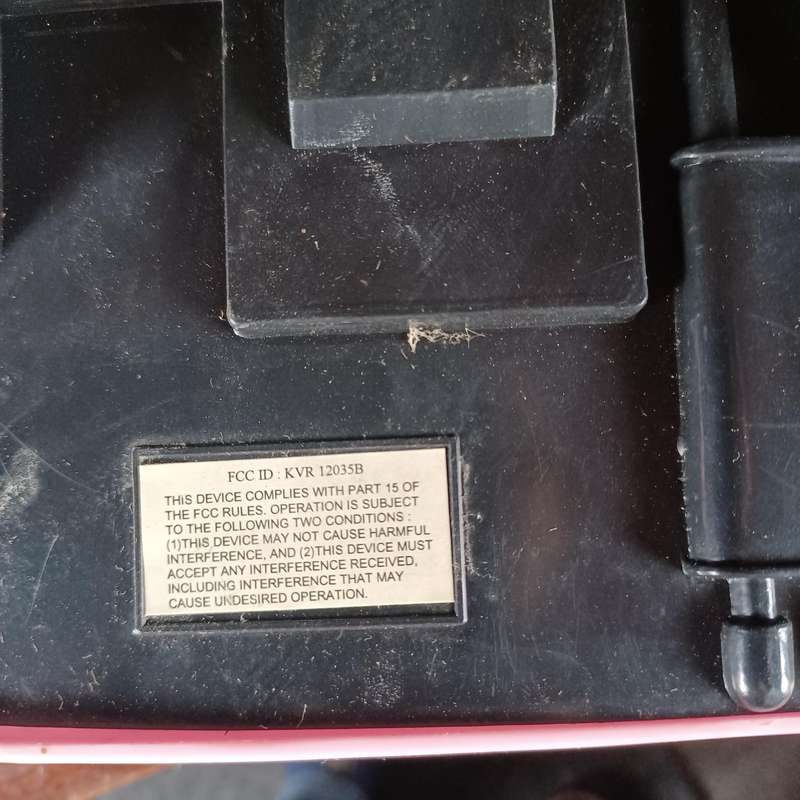 FCC ID : KVR 12035B
THIS DEVICE COMPLIES WITH PART 15 OF
THE FCC RULES. OPERATION IS SUBJECT
TO THE FOLLOWING TWO CONDITIONS :
(1)THIS DEVICE MAY NOT CAUSE HARMFUL
INTERFERENCE, AND (2)THIS DEVICE MUST
ACCEPT ANY INTERFERENCE RECEIVED,
INCLUDING INTERFERENCE THAT MAY
CAUSE UNDESIRED OPERATION.